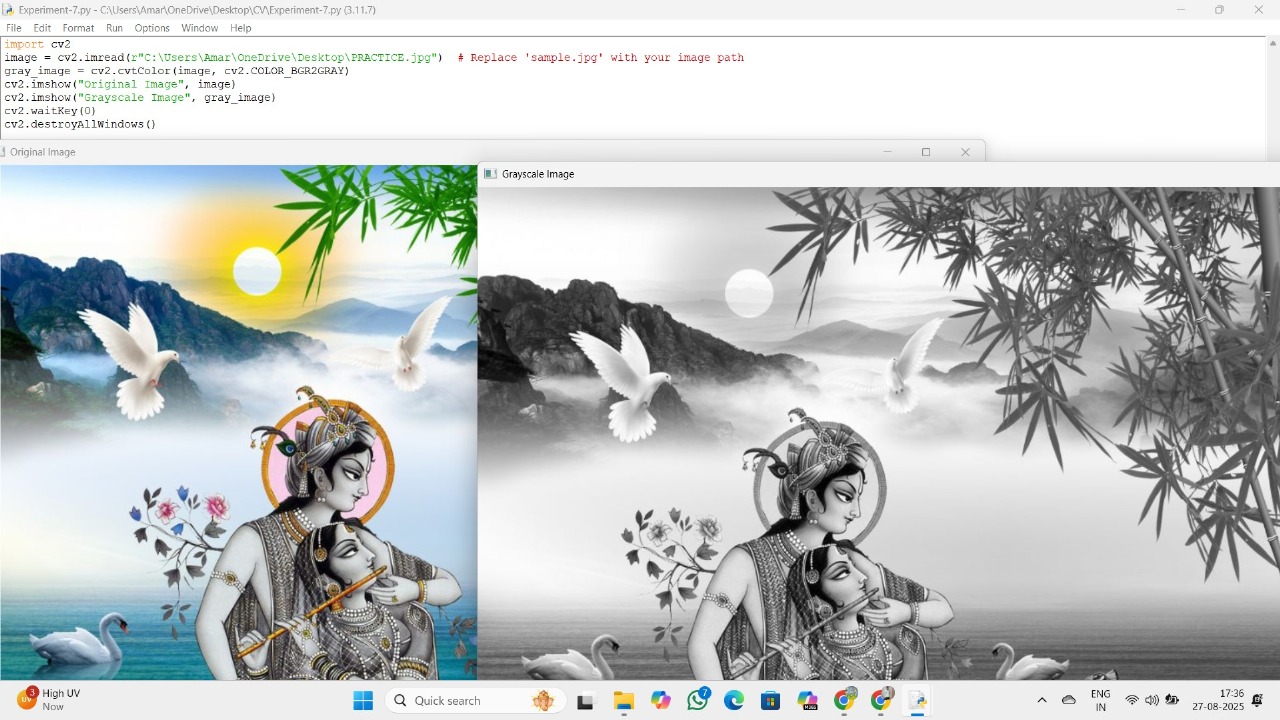 Experiment-7.py - C:\Users\Amar\OneDrive\Desktop\CV\Experiment-7.py (3.11.7)
File Edit Format Run Options Window Help
import cv2
image = cv2.imread(r"C:\Users\Amar\OneDrive\Desktop\PRACTICE.jpg")  # Replace 'sample.jpg' with your image path
gray_image = cv2.cvtColor(image, cv2.COLOR_BGR2GRAY)
cv2.imshow("Original Image", image)
cv2.imshow("Grayscale Image", gray_image)
cv2.waitKey(0)
cv2.destroyAllWindows()
Original Image
Grayscale Image
3
UV
High UV
Now
Quick search
7
M365
ENG
IN
17:36
27-08-2025